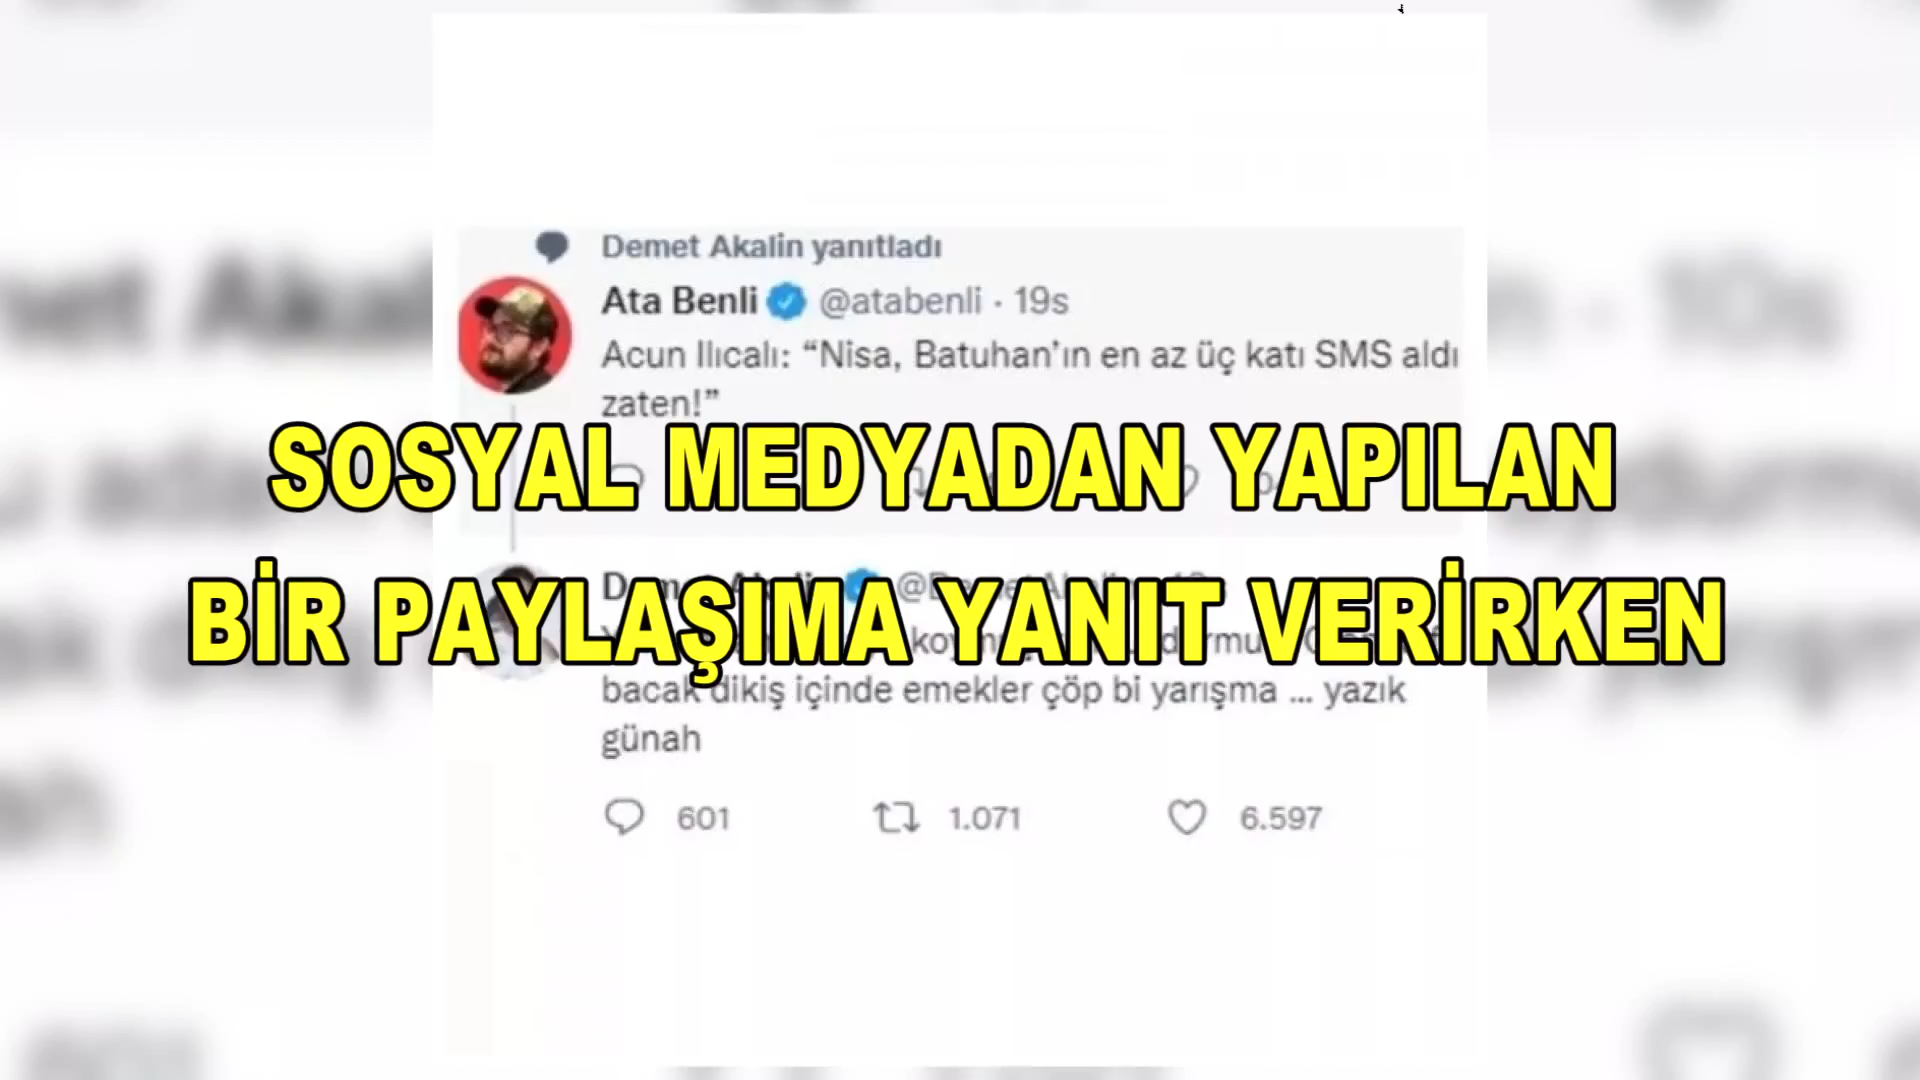 Demet Akalin yanıtladı
Ata Benli @atabenli · 19s
Acun Ilıcalı: “Nisa, Batuhan’ın en az üç katı SMS aldı
zaten!”
SOSYAL MEDYADAN YAPILAN
BİR PAYLAŞIMA YANIT VERİRKEN
bacak dikiş içinde emekler çöp bi yarışma ... yazık
günah
601 1.071 6.597